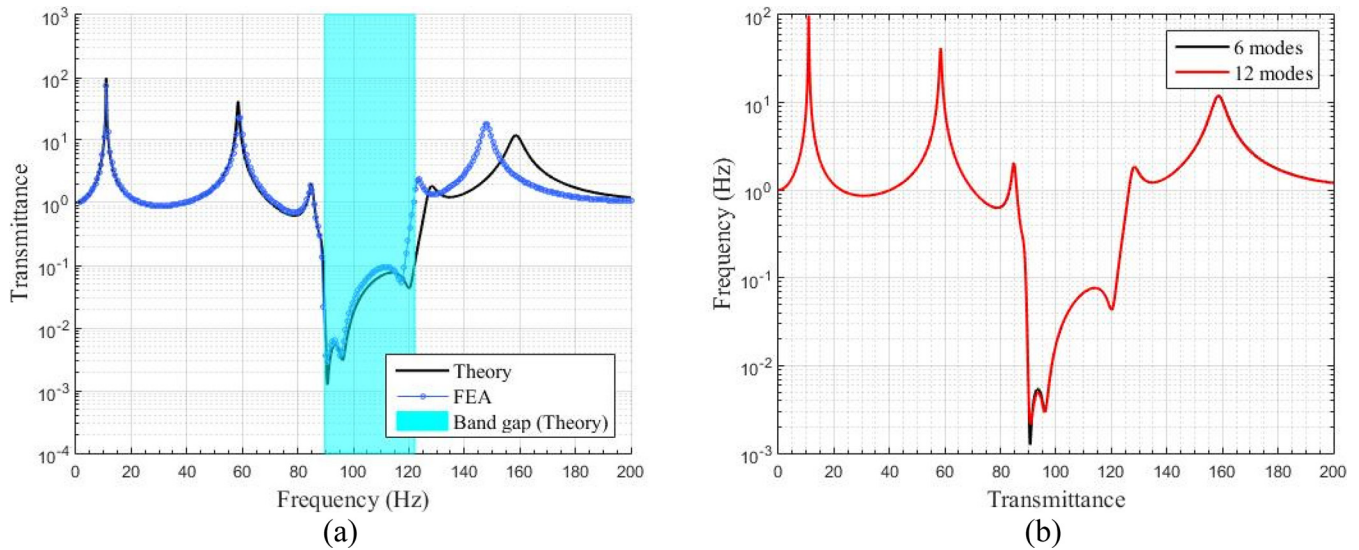 10^3
10^2
10^1
10^0
10^-1
10^-2
10^-3
10^-4
Transmittance
0 20 40 60 80 100 120 140 160 180 200
Frequency (Hz)
Theory
FEA
Band gap (Theory)
(a)
10^2
10^1
10^0
10^-1
10^-2
10^-3
Frequency (Hz)
6 modes
12 modes
0 20 40 60 80 100 120 140 160 180 200
Transmittance
(b)